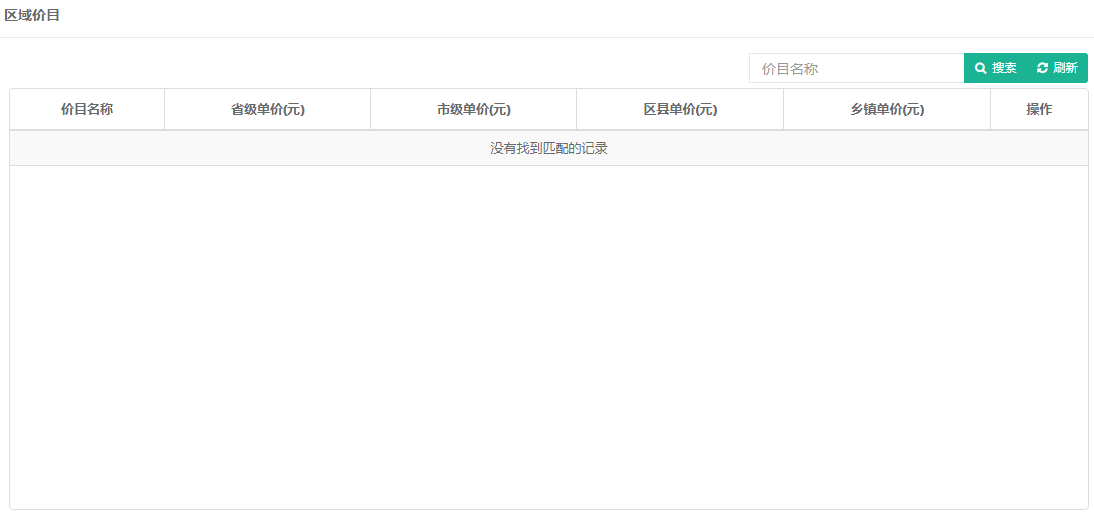 区域价目
价目名称 搜索 刷新
价目名称 省级单价(元) 市级单价(元) 区县单价(元) 乡镇单价(元) 操作
没有找到匹配的记录